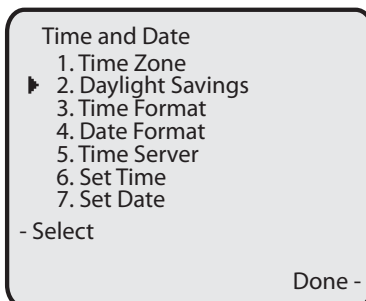 Time and Date
1. Time Zone
2. Daylight Savings
3. Time Format
4. Date Format
5. Time Server
6. Set Time
7. Set Date
- Select
Done -